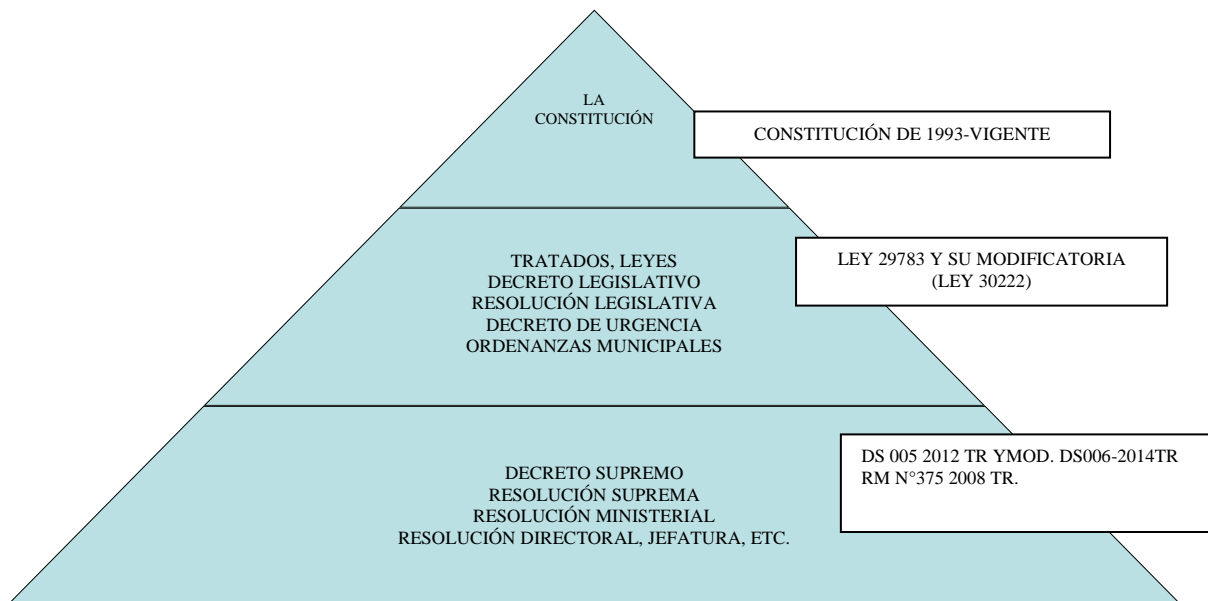 LA
CONSTITUCIÓN
CONSTITUCIÓN DE 1993-VIGENTE
TRATADOS, LEYES
DECRETO LEGISLATIVO
RESOLUCIÓN LEGISLATIVA
DECRETO DE URGENCIA
ORDENANZAS MUNICIPALES
LEY 29783 Y SU MODIFICATORIA
(LEY 30222)
DECRETO SUPREMO
RESOLUCIÓN SUPREMA
RESOLUCIÓN MINISTERIAL
RESOLUCIÓN DIRECTORAL, JEFATURA, ETC.
DS 005 2012 TR YMOD. DS006-2014TR
RM N°375 2008 TR.